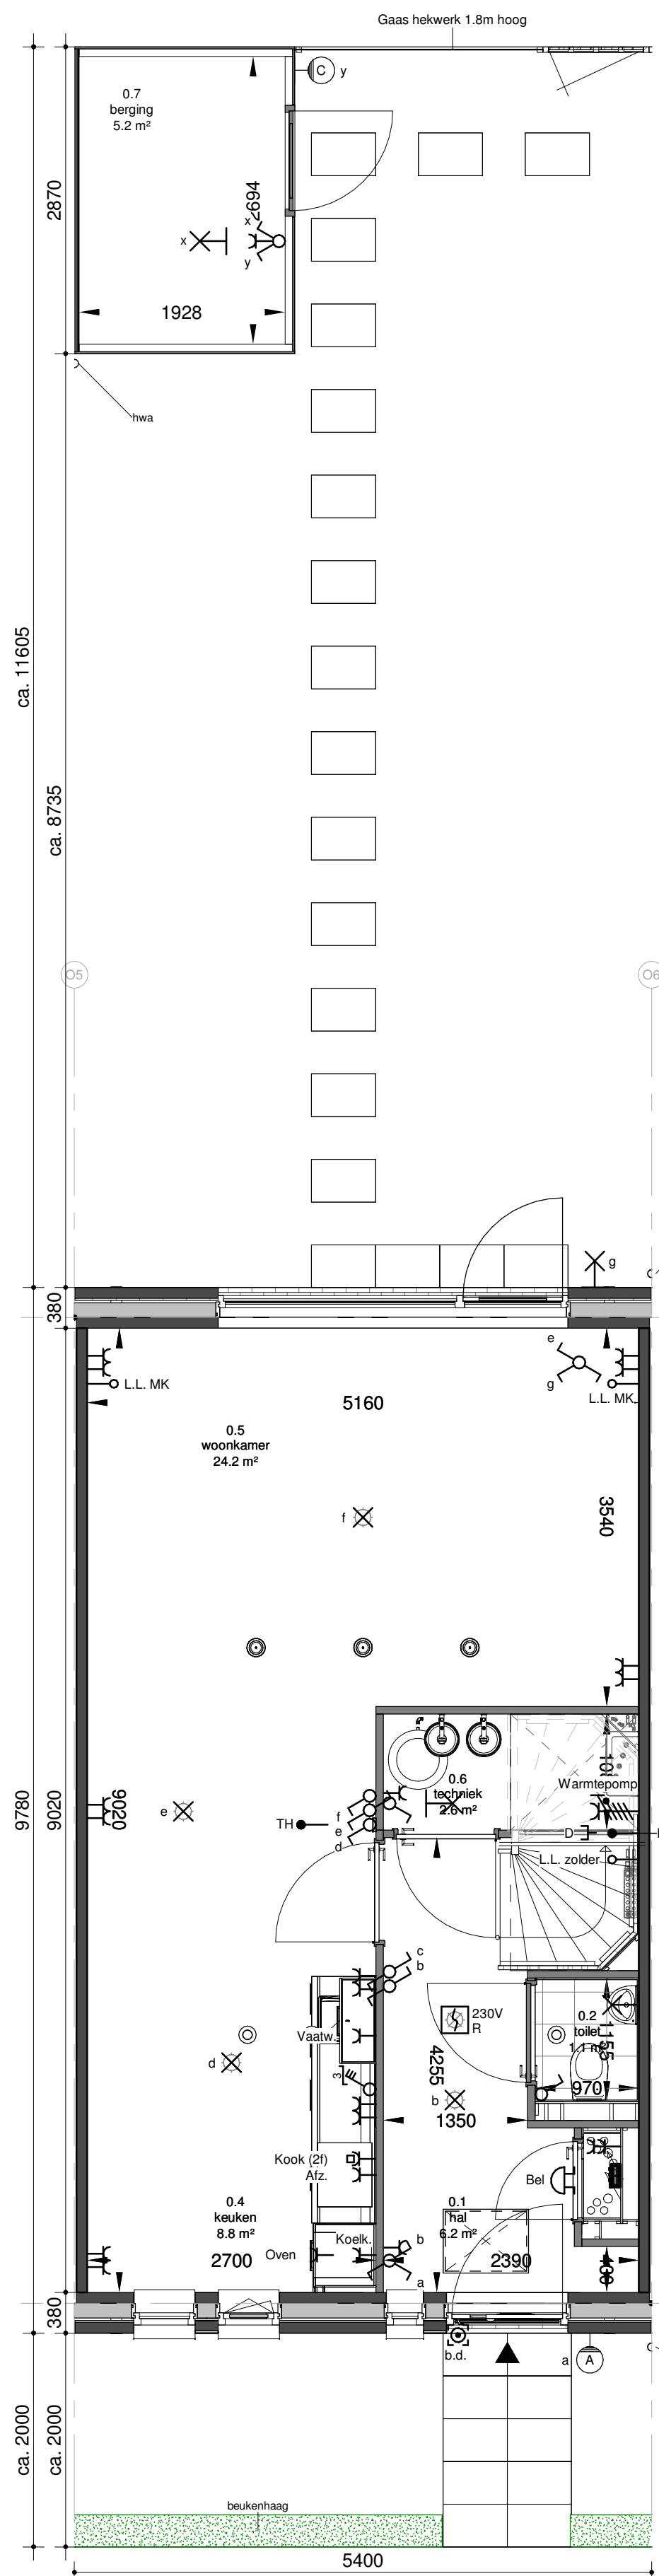 Gaas hekwerk 1.8m hoog
C y
0.7
berging
5.2 m²
2870
2694
x
x
y
1928
hwa
ca. 11605
ca. 8735
O5
O6
g
380
e
g
L.L. MK
L.L. MK
5160
0.5
woonkamer
24.2 m²
f
3540
9780
9020
9020
e
TH
f
e
d
0.6
techniek
2.6 m²
Warmtepomp
D
L.L. zolder
c
b
230V
R
Vaatw.
0.2
toilet
1.1 m²
1155
d
3
4255
970
b
1350
Kook (2f)
Afz.
Bel
0.4
keuken
8.8 m²
0.1
hal
6.2 m²
Koelk.
b
Oven
2700
2390
a
380
b.d.
a A
ca. 2000
ca. 2000
beukenhaag
5400